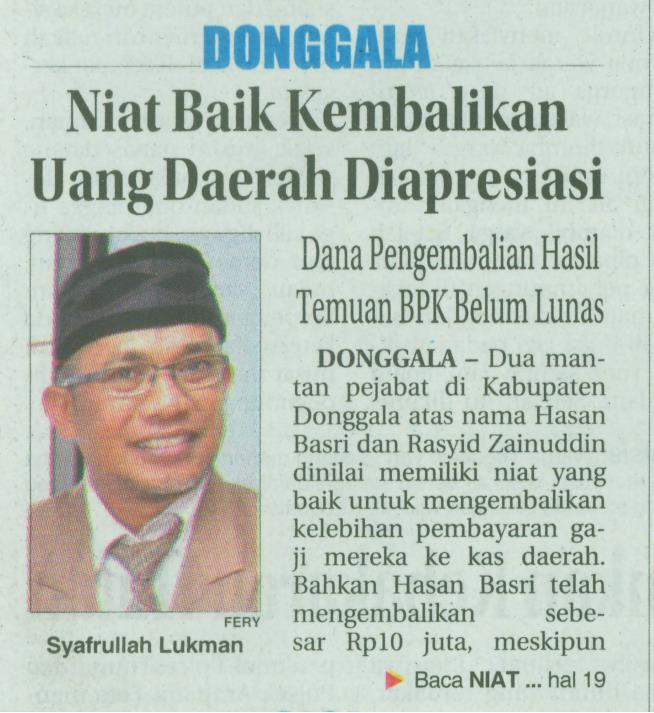 DONGGALA
Niat Baik Kembalikan
Uang Daerah Diapresiasi
FERY
Syafrullah Lukman
Dana Pengembalian Hasil
Temuan BPK Belum Lunas
DONGGALA – Dua man-
tan pejabat di Kabupaten
Donggala atas nama Hasan
Basri dan Rasyid Zainuddin
dinilai memiliki niat yang
baik untuk mengembalikan
kelebihan pembayaran ga-
ji mereka ke kas daerah.
Bahkan Hasan Basri telah
mengembalikan sebe-
sar Rp10 juta, meskipun
Baca NIAT ... hal 19